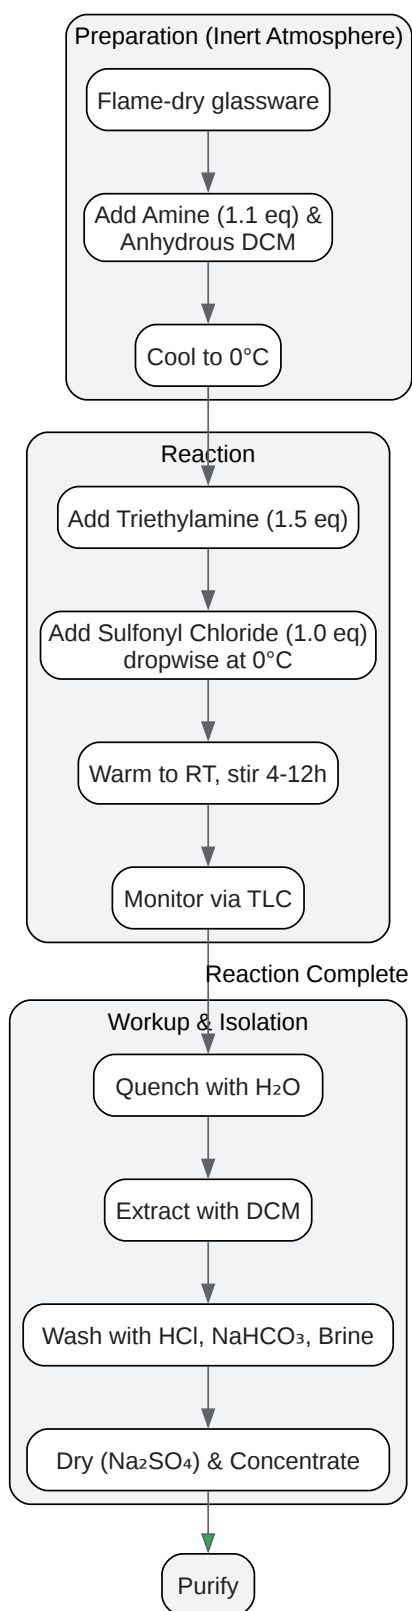 Preparation (Inert Atmosphere)
Flame-dry glassware
Add Amine (1.1 eq) &
Anhydrous DCM
Cool to 0°C
Reaction
Add Triethylamine (1.5 eq)
Add Sulfonyl Chloride (1.0 eq)
dropwise at 0°C
Warm to RT, stir 4-12h
Monitor via TLC
Reaction Complete
Workup & Isolation
Quench with H₂O
Extract with DCM
Wash with HCl, NaHCO₃, Brine
Dry (Na₂SO₄) & Concentrate
Purify